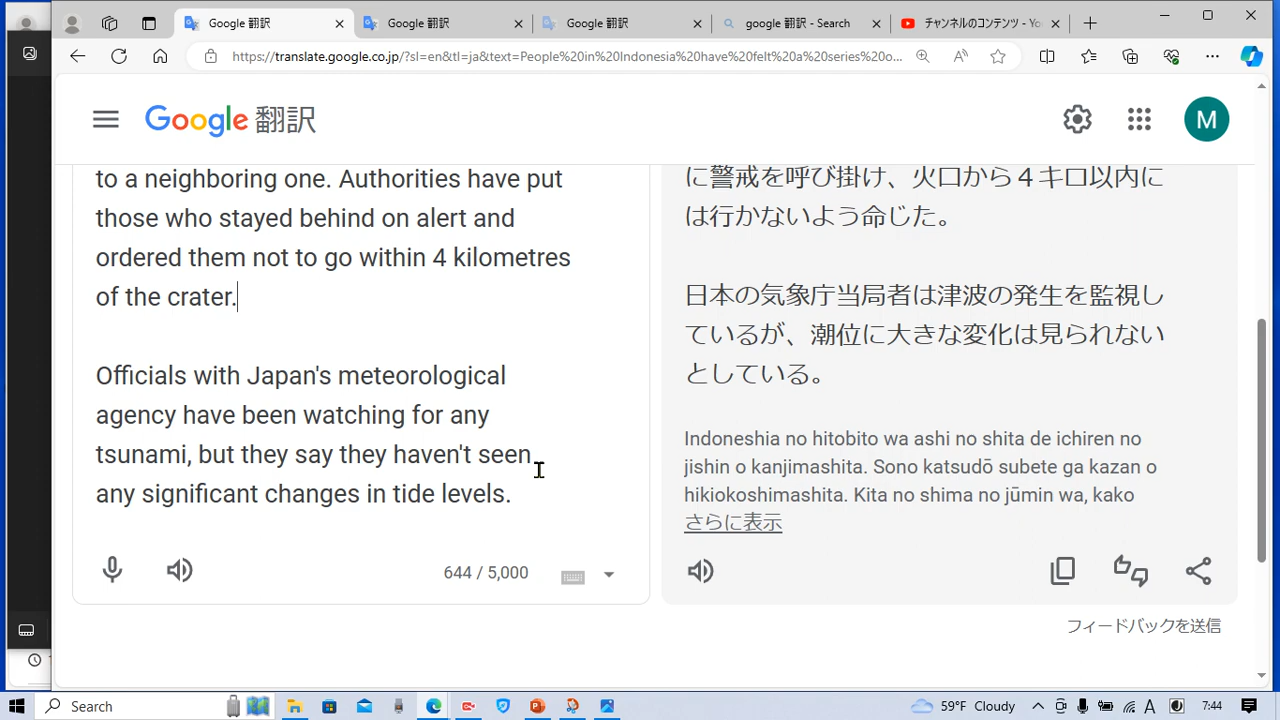 Google 翻訳
Google 翻訳
Google 翻訳
google 翻訳 - Search
チャンネルのコンテンツ - Yo
https://translate.google.co.jp/?sl=en&tl=ja&text=People%20in%20Indonesia%20have%20felt%20a%20series%20o...
Google 翻訳
M
to a neighboring one. Authorities have put
those who stayed behind on alert and
ordered them not to go within 4 kilometres
of the crater.
Officials with Japan's meteorological
agency have been watching for any
tsunami, but they say they haven't seen
any significant changes in tide levels.
644 / 5,000
に警戒を呼び掛け、火口から４キロ以内に
は行かないよう命じた。
日本の気象庁当局者は津波の発生を監視し
ているが、潮位に大きな変化は見られない
としている。
Indoneshia no hitobito wa ashi no shita de ichiren no
jishin o kanjimashita. Sono katsudō subete ga kazan o
hikiokoshimashita. Kita no shima no jūmin wa, kako
さらに表示
フィードバックを送信
Search
59°F Cloudy
A
7:44